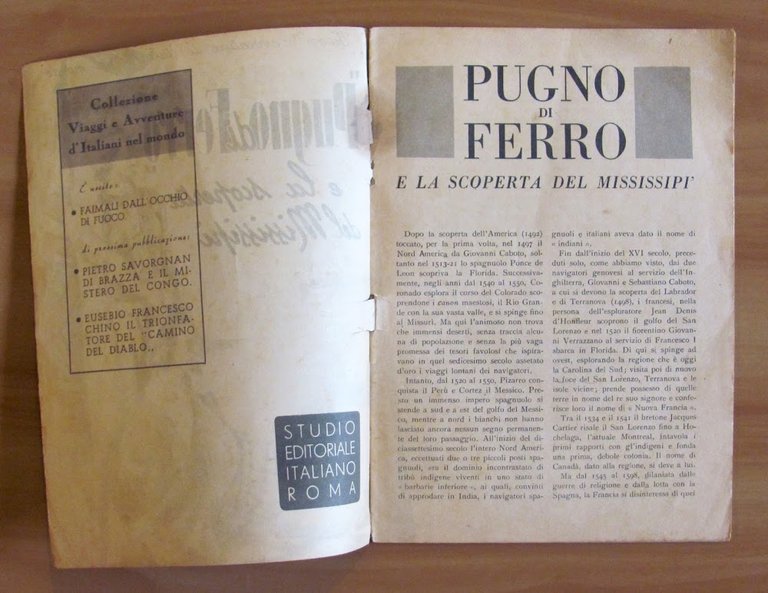 Collezione
Viaggi e Avventure
d'Italiani nel mondo
È uscito:
• FAIMALI DALL'OCCHIO
DI FUOCO
di prossima pubblicazione:
• PIETRO SAVORGNAN
DI BRAZZA E IL MI-
STERO DEL CONGO.
• EUSEBIO FRANCESCO
CHINO IL TRIONFA-
TORE DEL "CAMINO
DEL DIABLO„
STUDIO
EDITORIALE
ITALIANO
ROMA
PUGNO
DI
FERRO
E LA SCOPERTA DEL MISSISIPI'
Dopo la scoperta dell'America (1492)
toccato, per la prima volta, nel 1497 il
Nord America da Giovanni Caboto, sol-
tanto nel 1513-21 lo spagnuolo Ponce de
Leon scopriva la Florida. Successiva-
mente, negli anni dal 1540 al 1550, Co-
ronado esplora il corso del Colorado sco-
prendone i canon maestosi, il Rio Gran-
de con la sua vasta valle, e si spinge fino
al Missuri. Ma qui l'animoso non trova
che immensi deserti, senza traccia alcu-
na di popolazione e senza la più vaga
promessa dei tesori favolosi che ispira-
vano in quel sedicesimo secolo assetato
d'oro i viaggi lontani dei navigatori.
Intanto, dal 1520 al 1550, Pizarro con-
quista il Perù e Cortez il Messico. Pre-
sto un immenso impero spagnuolo si
stende a sud e a est del golfo del Messi-
co, mentre a nord i bianchi non hanno
lasciato ancora nessun segno permanen-
te del loro passaggio. All'inizio del di-
ciassettesimo secolo l'intero Nord Ameri-
ca, eccettuati due o tre piccoli posti spa-
gnuoli, era il dominio incontrastato di
tribù indigene viventi in uno stato di
« barbarie inferiore », ai quali, convinti
di approdare in India, i navigatori spa-
gnuoli e italiani aveva dato il nome di
« indiani ».
Fin dall'inizio del XVI secolo, prece-
duti solo, come abbiamo visto, dai due
navigatori genovesi al servizio dell'In-
ghilterra, Giovanni e Sebastiano Caboto,
a cui si devono la scoperta del Labrador
e di Terranova (1498), i francesi, nella
persona dell'esploratore Jean Denis
d'Honfleur scoprono il golfo del San
Lorenzo e nel 1520 il fiorentino Giovan-
ni Verrazzano al servizio di Francesco I
sbarca in Florida. Di qui si spinge ad
ovest, esplorando la regione che è oggi
la Carolina del Sud; visita poi di nuovo
la foce del San Lorenzo, Terranova e le
isole vicine; prende possesso di quelle
terre in nome del re suo signore e confe-
risce loro il nome di « Nuova Francia ».
Tra il 1534 e il 1541 il bretone Jacques
Cartier risale il San Lorenzo fino a Ho-
chelaga, l'attuale Montreal, intavola i
primi rapporti con gl'indigeni e fonda
una prima, debole colonia. Il nome di
Canadà, dato alla regione, si deve a lui.
Ma dal 1543 al 1598, dilaniata dalle
guerre di religione e dalla lotta con la
Spagna, la Francia si disinteressa di quei